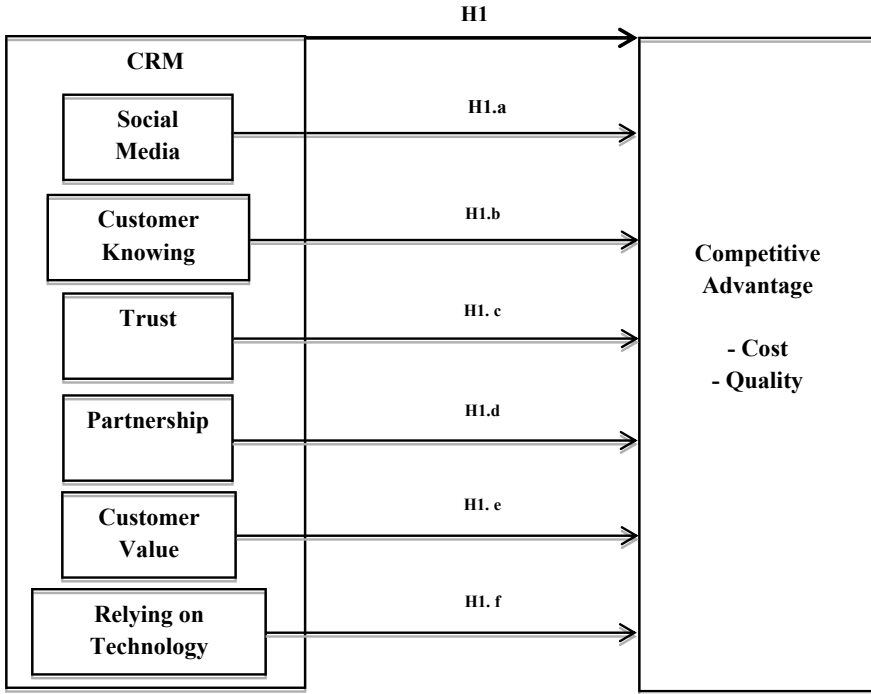 H1
CRM
H1.a
Social
Media
H1.b
Customer
Knowing
H1. c
Trust
H1.d
Partnership
H1. e
Customer
Value
H1. f
Relying on
Technology
Competitive
Advantage
- Cost
- Quality